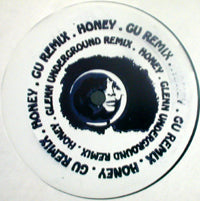 HONEY . GU REMIX . HONEY . GU REMIX . GU REMIX . HONEY . GU REMIX .
GLENN UNDERGROUND REMIX . HONEY . GLENN UNDERGROUND REMIX . HONEY .